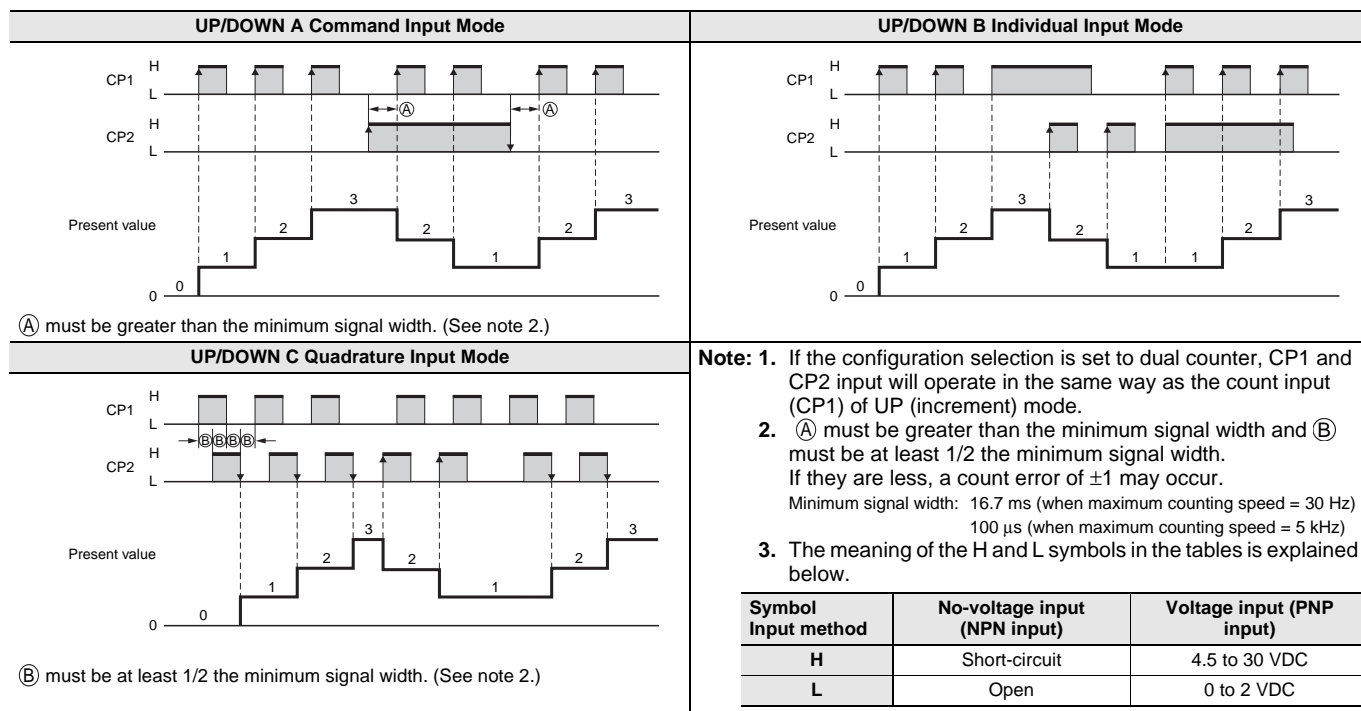 UP/DOWN A Command Input Mode
CP1 H
L
Ⓐ Ⓐ
CP2 H
L
Present value
0 1 2 3 2 1 2 3
0
Ⓐ must be greater than the minimum signal width. (See note 2.)
UP/DOWN B Individual Input Mode
CP1 H
L
CP2 H
L
Present value
0 1 2 3 2 1 1 2 3
0
UP/DOWN C Quadrature Input Mode
CP1 H
L
Ⓑ Ⓑ Ⓑ Ⓑ
CP2 H
L
Present value
0 1 2 3 2 1 2 3
0
Ⓑ must be at least 1/2 the minimum signal width. (See note 2.)
Note: 1. If the configuration selection is set to dual counter, CP1 and
CP2 input will operate in the same way as the count input
(CP1) of UP (increment) mode.
2. Ⓐ must be greater than the minimum signal width and Ⓑ
must be at least 1/2 the minimum signal width.
If they are less, a count error of ±1 may occur.
Minimum signal width: 16.7 ms (when maximum counting speed = 30 Hz)
100 μs (when maximum counting speed = 5 kHz)
3. The meaning of the H and L symbols in the tables is explained
below.
Symbol Input method | No-voltage input (NPN input) | Voltage input (PNP input)
H | Short-circuit | 4.5 to 30 VDC
L | Open | 0 to 2 VDC